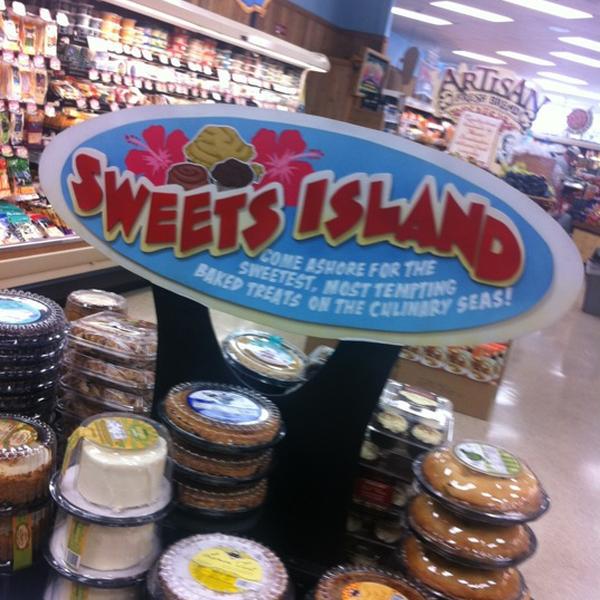 ARTISAN
SWEETS ISLAND
COME ASHORE FOR THE
SWEETEST, MOST TEMPTING
BAKED TREATS ON THE CULINARY SEAS!